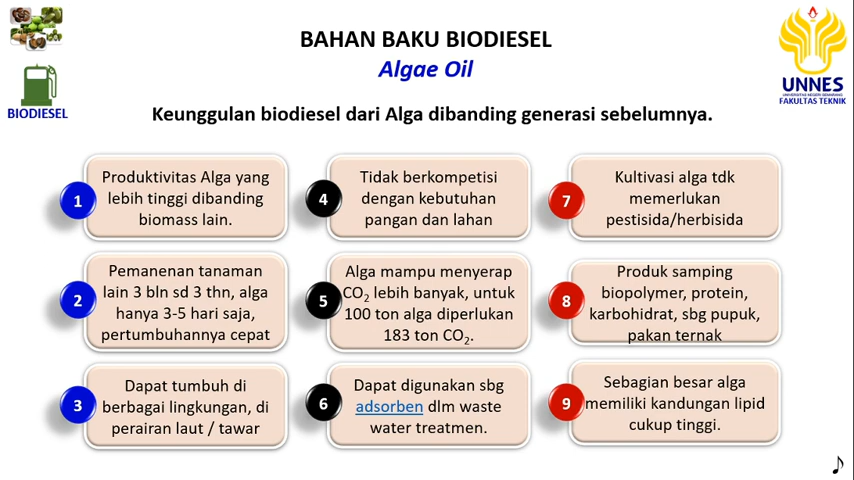 BAHAN BAKU BIODIESEL
Algae Oil
BIODIESEL
UNNES
UNIVERSITAS NEGERI SEMARANG
FAKULTAS TEKNIK
Keunggulan biodiesel dari Alga dibanding generasi sebelumnya.
1
Produktivitas Alga yang
lebih tinggi dibanding
biomass lain.
2
Pemanenan tanaman
lain 3 bln sd 3 thn, alga
hanya 3-5 hari saja,
pertumbuhannya cepat
3
Dapat tumbuh di
berbagai lingkungan, di
perairan laut / tawar
4
Tidak berkompetisi
dengan kebutuhan
pangan dan lahan
5
Alga mampu menyerap
CO₂ lebih banyak, untuk
100 ton alga diperlukan
183 ton CO₂.
6
Dapat digunakan sbg
adsorben dlm waste
water treatmen.
7
Kultivasi alga tdk
memerlukan
pestisida/herbisida
8
Produk samping
biopolymer, protein,
karbohidrat, sbg pupuk,
pakan ternak
9
Sebagian besar alga
memiliki kandungan lipid
cukup tinggi.